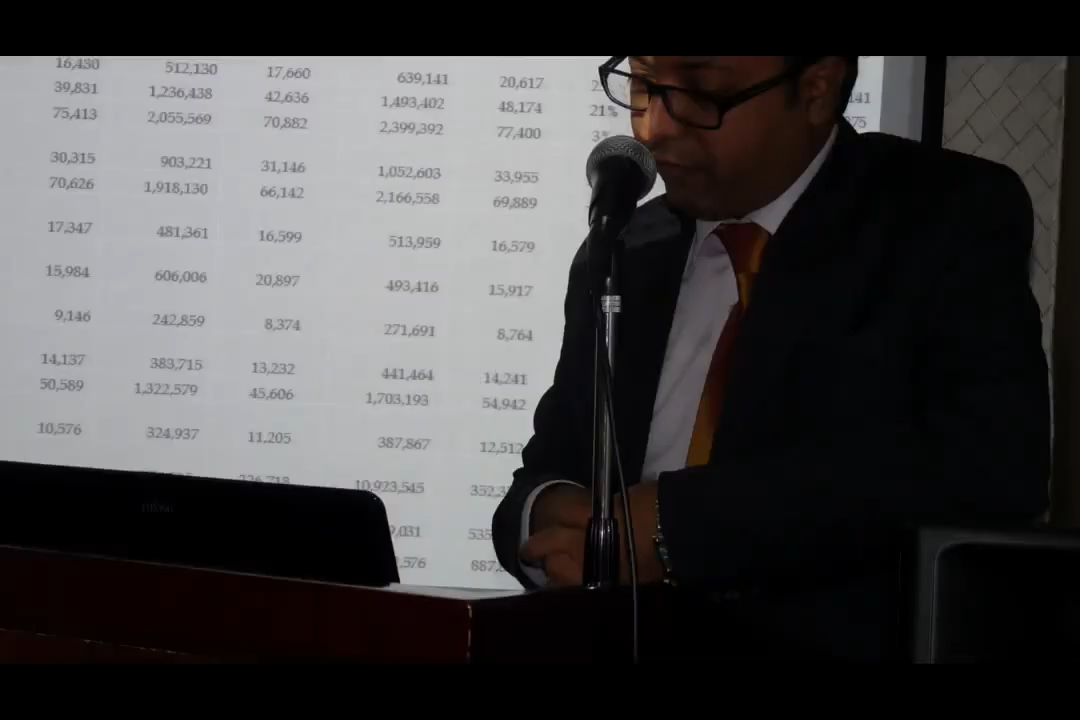 16,430 512,130 17,660 639,141 20,617
39,831 1,236,438 42,636 1,493,402 48,174 21%
75,413 2,055,569 70,882 2,399,392 77,400 3%
30,315 903,221 31,146 1,052,603 33,955
70,626 1,918,130 66,142 2,166,558 69,889
17,347 481,361 16,599 513,959 16,579
15,984 606,006 20,897 493,416 15,917
9,146 242,859 8,374 271,691 8,764
14,137 383,715 13,232 441,464 14,241
50,589 1,322,579 45,606 1,703,193 54,942
10,576 324,937 11,205 387,867 12,512
10,923,545
FUJITSU